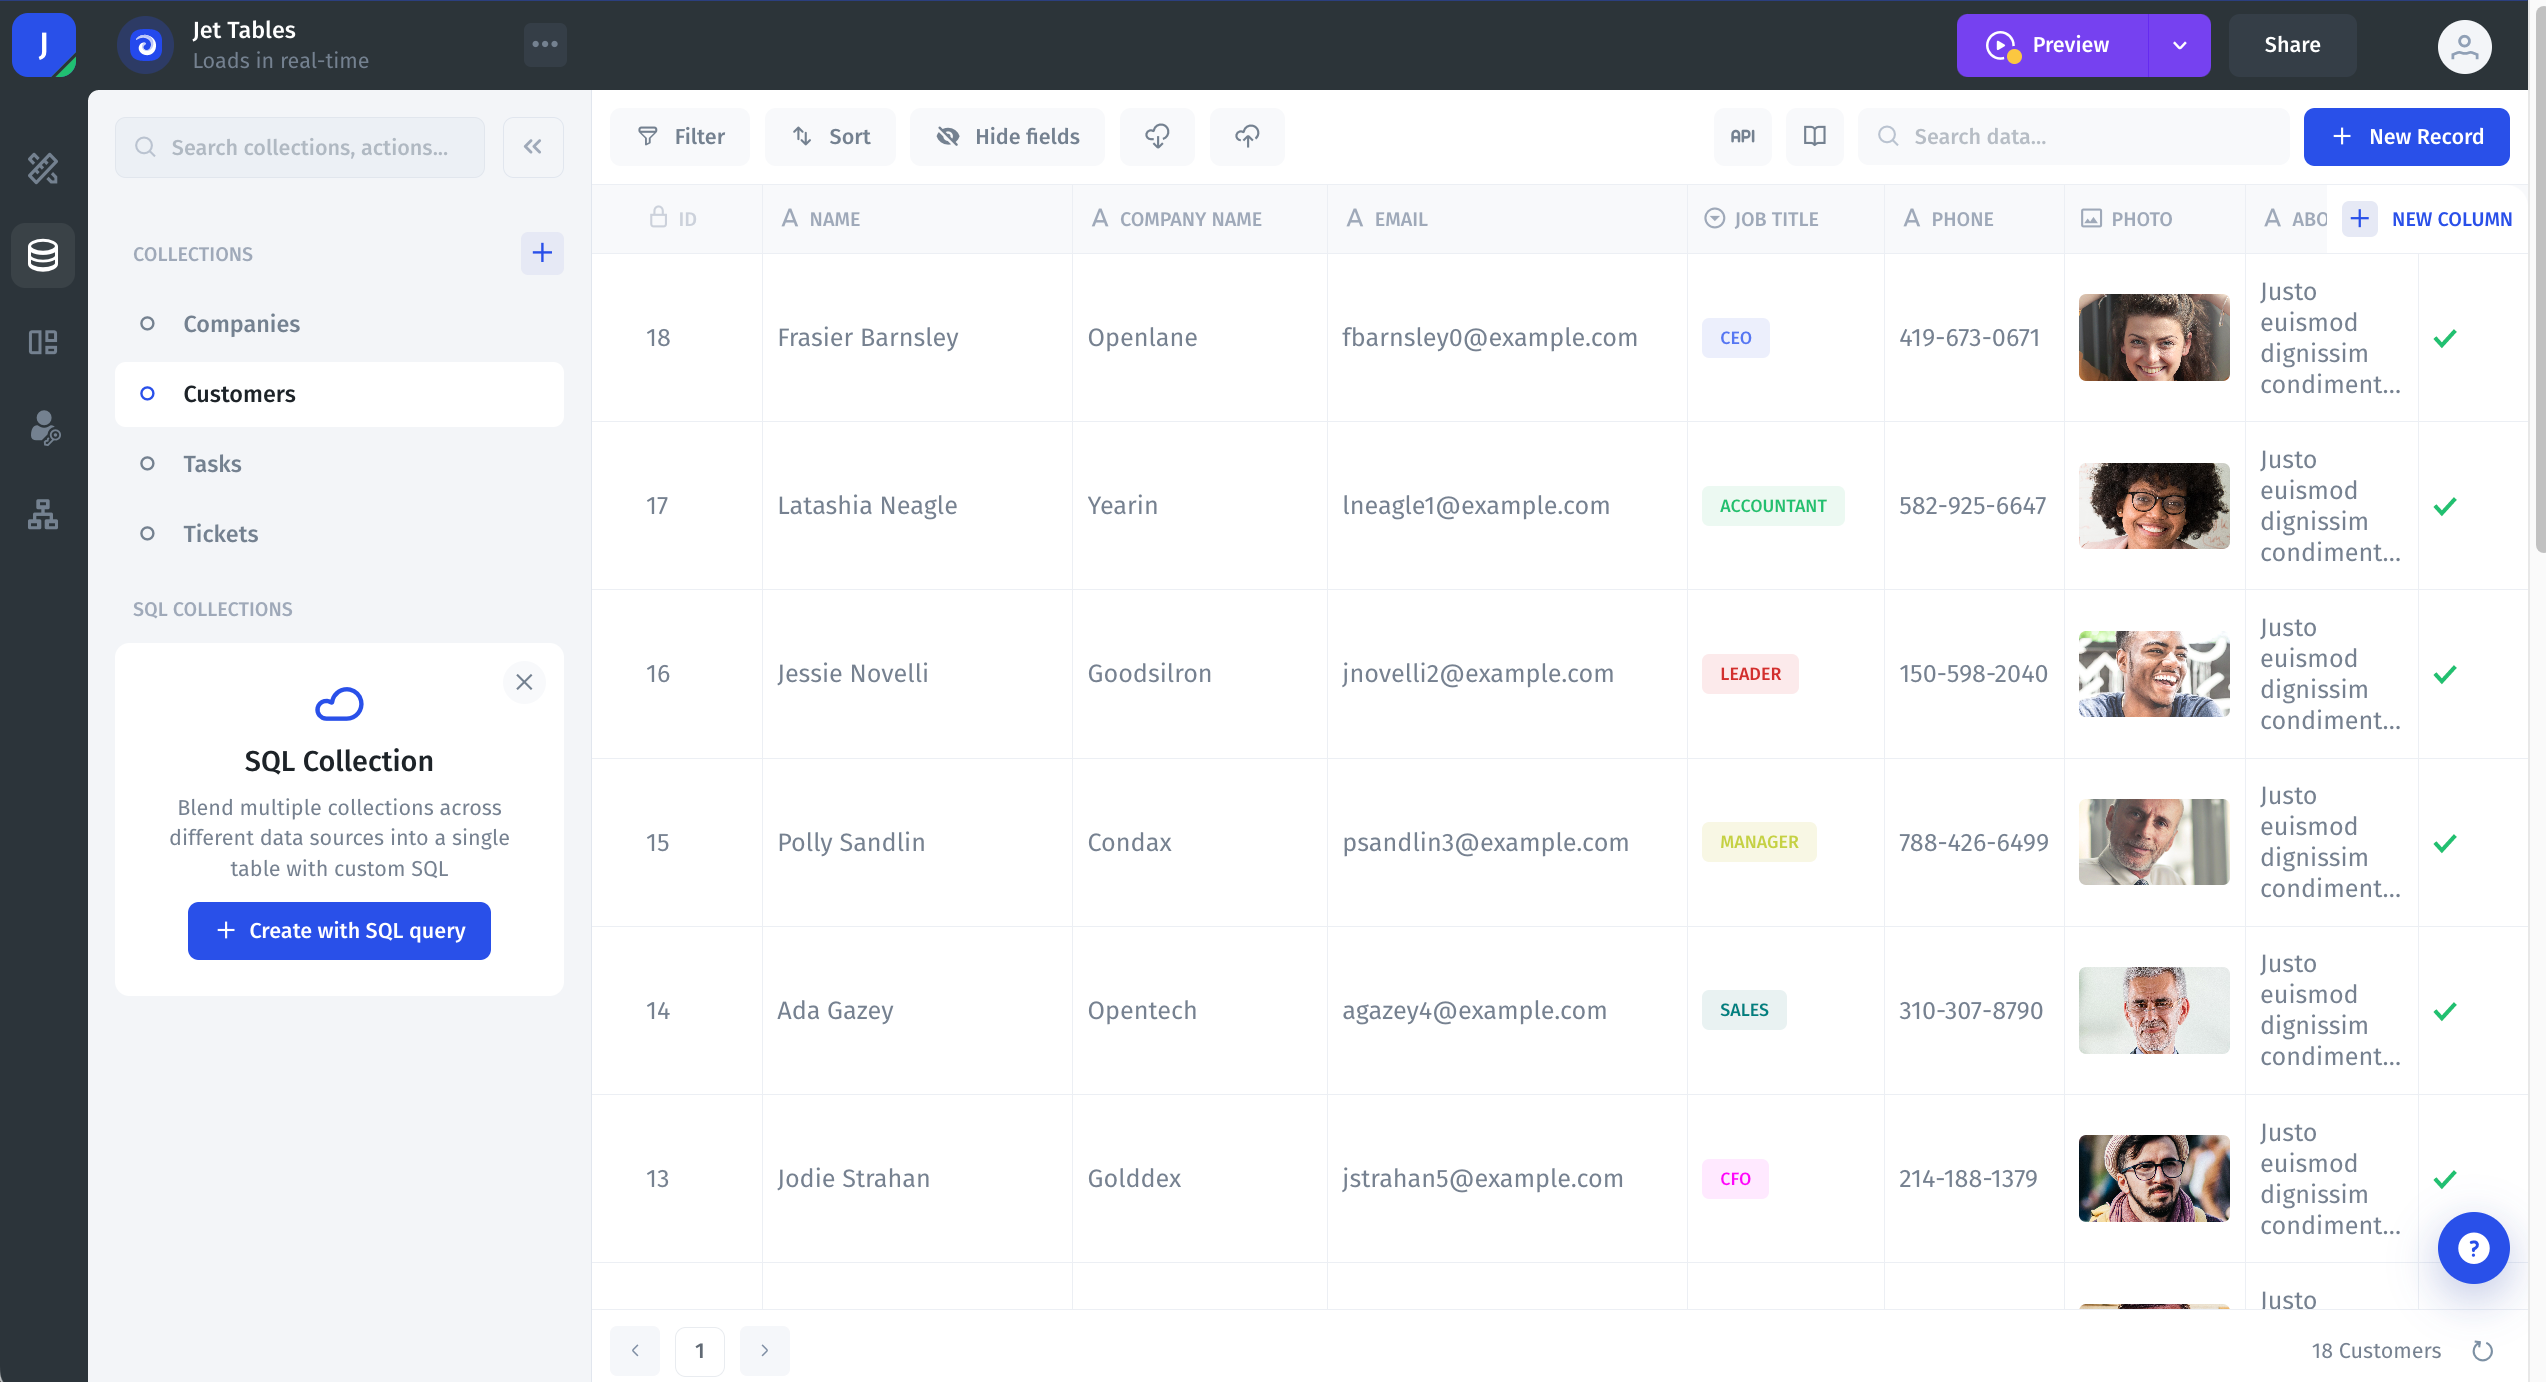 J
Jet Tables
Loads in real-time
Preview
Share
Search collections, actions...
Filter
Sort
Hide fields
API
Search data...
New Record
COLLECTIONS
Companies
Customers
Tasks
Tickets
SQL COLLECTIONS
SQL Collection
Blend multiple collections across
different data sources into a single
table with custom SQL
Create with SQL query
ID
NAME
COMPANY NAME
EMAIL
JOB TITLE
PHONE
PHOTO
ABO
NEW COLUMN
18
Frasier Barnsley
Openlane
fbarnsley0@example.com
CEO
419-673-0671
Justo
euismod
dignissim
condiment...
17
Latashia Neagle
Yearin
lneagle1@example.com
ACCOUNTANT
582-925-6647
Justo
euismod
dignissim
condiment...
16
Jessie Novelli
Goodsilron
jnovelli2@example.com
LEADER
150-598-2040
Justo
euismod
dignissim
condiment...
15
Polly Sandlin
Condax
psandlin3@example.com
MANAGER
788-426-6499
Justo
euismod
dignissim
condiment...
14
Ada Gazey
Opentech
agazey4@example.com
SALES
310-307-8790
Justo
euismod
dignissim
condiment...
13
Jodie Strahan
Golddex
jstrahan5@example.com
CFO
214-188-1379
Justo
euismod
dignissim
condiment...
Justo
1
18 Customers
?